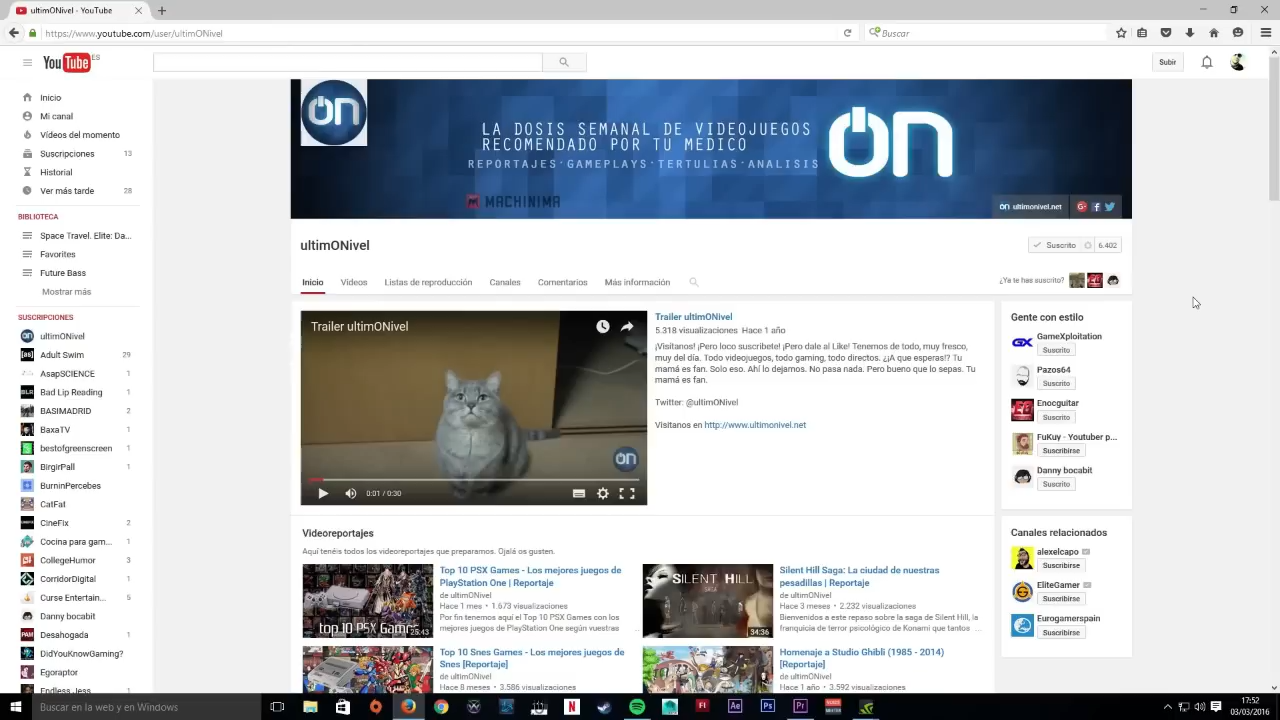 ultimONivel - YouTube
https://www.youtube.com/user/ultimONivel
Buscar
YouTube ES
Subir
Inicio
Mi canal
Vídeos del momento
Suscripciones 13
Historial
Ver más tarde 28
BIBLIOTECA
Space Travel. Elite: Da...
Favorites
Future Bass
Mostrar más
SUSCRIPCIONES
ultimONivel
Adult Swim 29
AsapSCIENCE 1
Bad Lip Reading 1
BASIMADRID 2
BaxaTV 1
bestofgreenscreen 1
BirgirPall 1
BurninPercebes
CatFat
CineFix 2
Cocina para gam... 1
CollegeHumor 3
CorridorDigital 1
Curse Entertain... 5
Danny bocabit
Desahogada 1
DidYouKnowGaming?
Egoraptor
Endless Jess 1
ON
LA DOSIS SEMANAL DE VIDEOJUEGOS
RECOMENDADO POR TU MEDICO
REPORTAJES·GAMEPLAYS·TERTULIAS·ANALISIS
ON
MACHINIMA
ultimonivel.net
ultimONivel
Suscrito 6.402
Inicio Vídeos Listas de reproducción Canales Comentarios Más información
¿Ya te has suscrito?
Trailer ultimONivel
0:01 / 0:30
Trailer ultimONivel
5.318 visualizaciones Hace 1 año
¡Visítanos! ¡Pero loco suscribete! ¡Pero dale al Like! Tenemos de todo, muy fresco,
muy del día. Todo videojuegos, todo gaming, todo directos. ¿¡A que esperas!? Tu
mamá es fan. Solo eso. Ahí lo dejamos. No pasa nada. Pero bueno que lo sepas. Tu
mamá es fan.
Twitter: @ultimONivel
Visítanos en http://www.ultimonivel.net
Gente con estilo
GameXploitation
Suscrito
Pazos64
Suscrito
Enocguitar
Suscrito
FuKuy - Youtuber p...
Suscribirse
Danny bocabit
Suscrito
Canales relacionados
alexelcapo
Suscribirse
EliteGamer
Suscribirse
Eurogamerspain
Suscribirse
Videoreportajes
Aquí tenéis todos los videoreportajes que preparamos. Ojalá os gusten.
top 10 PSX Games
25:43
Top 10 PSX Games - Los mejores juegos de
PlayStation One | Reportaje
de ultimONivel
Hace 1 mes • 1.673 visualizaciones
Por fin tenemos aquí el Top 10 PSX Games con lo
mejores juegos de PlayStation One según vuestras ...
SILENT HILL
SAGA
34:36
Silent Hill Saga: La ciudad de nuestras
pesadillas | Reportaje
de ultimONivel
Hace 3 meses • 2.232 visualizaciones
Bienvenidos a este repaso sobre la saga de Silent Hill, la
franquicia de terror psicológico de Konami que tantos ...
Top 10 Snes Games - Los mejores juegos de
Snes [Reportaje]
de ultimONivel
Hace 8 meses • 3.586 visualizaciones
Homenaje a Studio Ghibli (1985 - 2014)
[Reportaje]
de ultimONivel
Hace 1 año • 3.592 visualizaciones
Buscar en la web y en Windows
17:52
03/03/2016